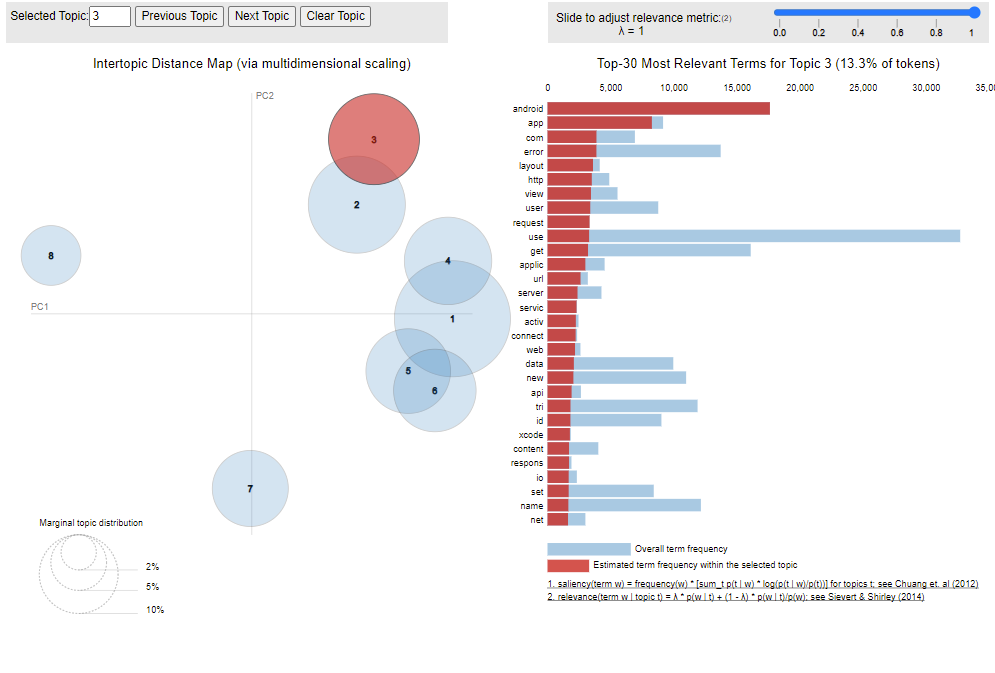 Selected Topic: 3 Previous Topic Next Topic Clear Topic
Slide to adjust relevance metric:(2)
λ = 1
0.0 0.2 0.4 0.6 0.8 1
Intertopic Distance Map (via multidimensional scaling)
PC2
PC1
3
2
4
8
1
5
6
7
Marginal topic distribution
2%
5%
10%
Top-30 Most Relevant Terms for Topic 3 (13.3% of tokens)
0 5,000 10,000 15,000 20,000 25,000 30,000 35,0
android
app
com
error
layout
http
view
user
request
use
get
applic
url
server
servic
activ
connect
web
data
new
api
tri
id
xcode
content
respons
io
set
name
net
Overall term frequency
Estimated term frequency within the selected topic
1. saliency(term w) = frequency(w) * [sum_t p(t | w) * log(p(t | w)/p(t))] for topics t; see Chuang et. al (2012)
2. relevance(term w | topic t) = λ * p(w | t) + (1 - λ) * p(w | t)/p(w); see Sievert & Shirley (2014)